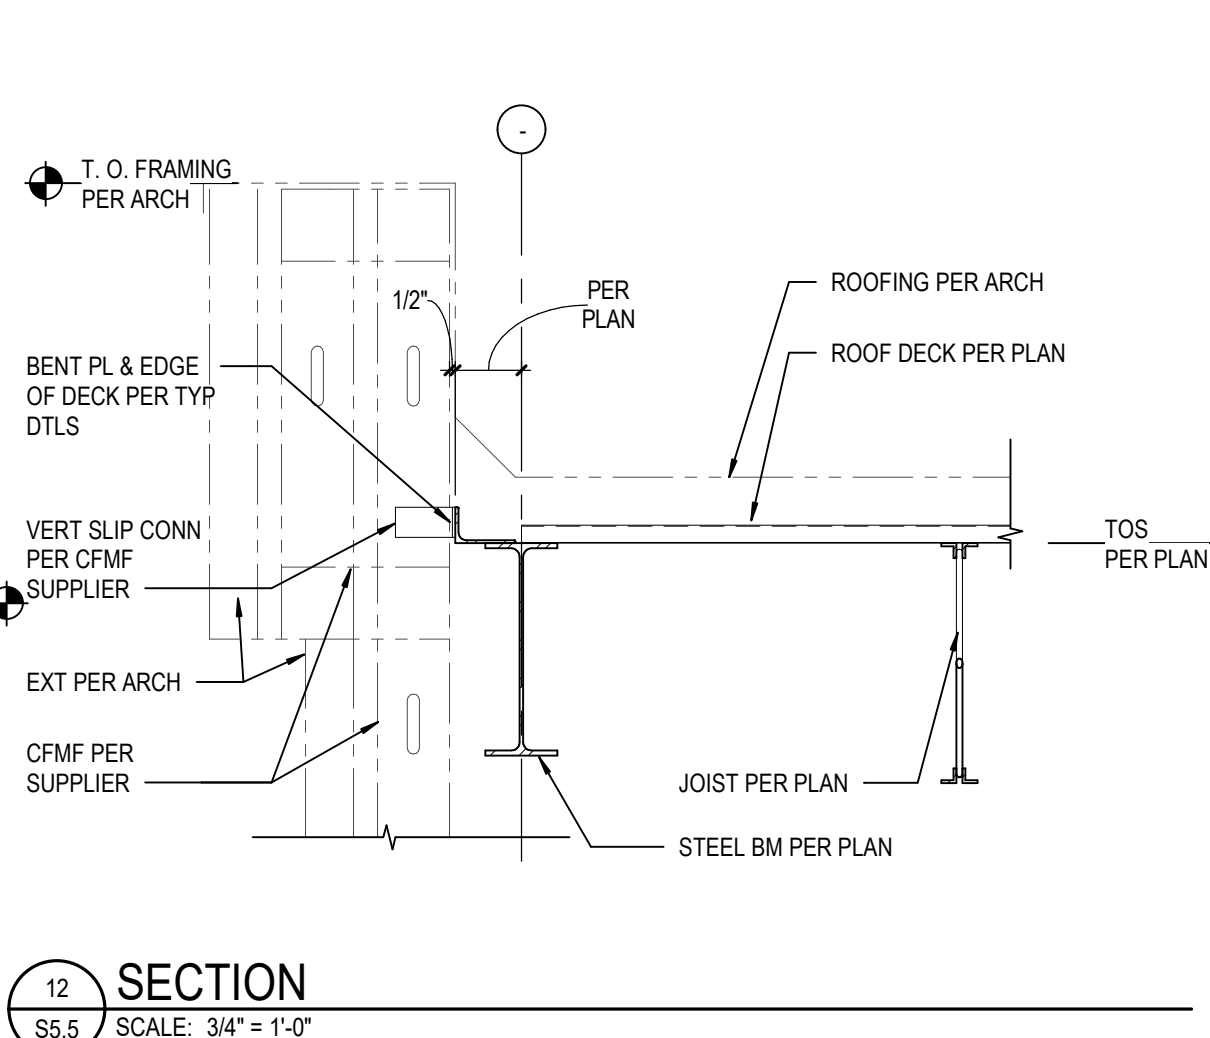 -
T. O. FRAMING
PER ARCH
1/2"
PER
PLAN
ROOFING PER ARCH
ROOF DECK PER PLAN
BENT PL & EDGE
OF DECK PER TYP
DTLS
VERT SLIP CONN
PER CFMF
SUPPLIER
TOS
PER PLAN
EXT PER ARCH
CFMF PER
SUPPLIER
JOIST PER PLAN
STEEL BM PER PLAN
12
SECTION
S5.5
SCALE: 3/4" = 1'-0"